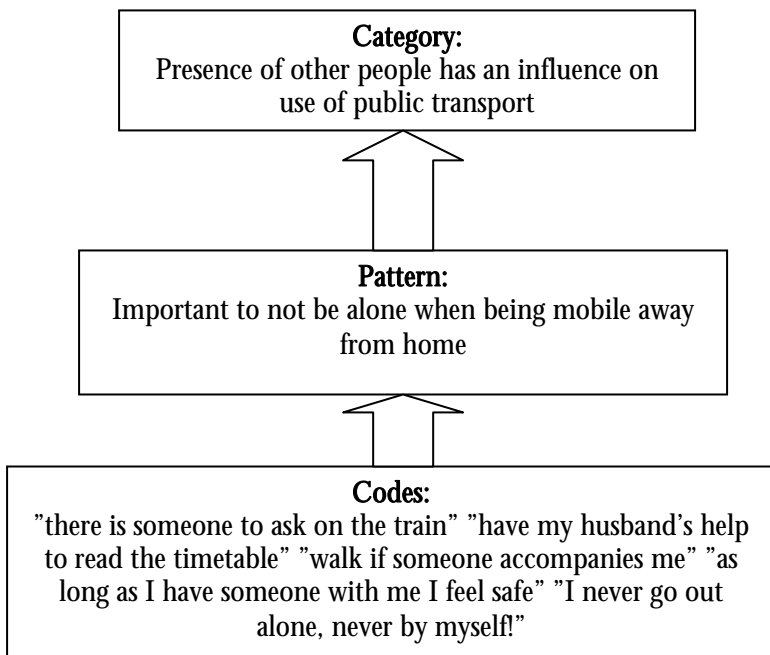 Category:
Presence of other people has an influence on
use of public transport
Pattern:
Important to not be alone when being mobile away
from home
Codes:
”there is someone to ask on the train” ”have my husband’s help
to read the timetable” ”walk if someone accompanies me” ”as
long as I have someone with me I feel safe” ”I never go out
alone, never by myself!”